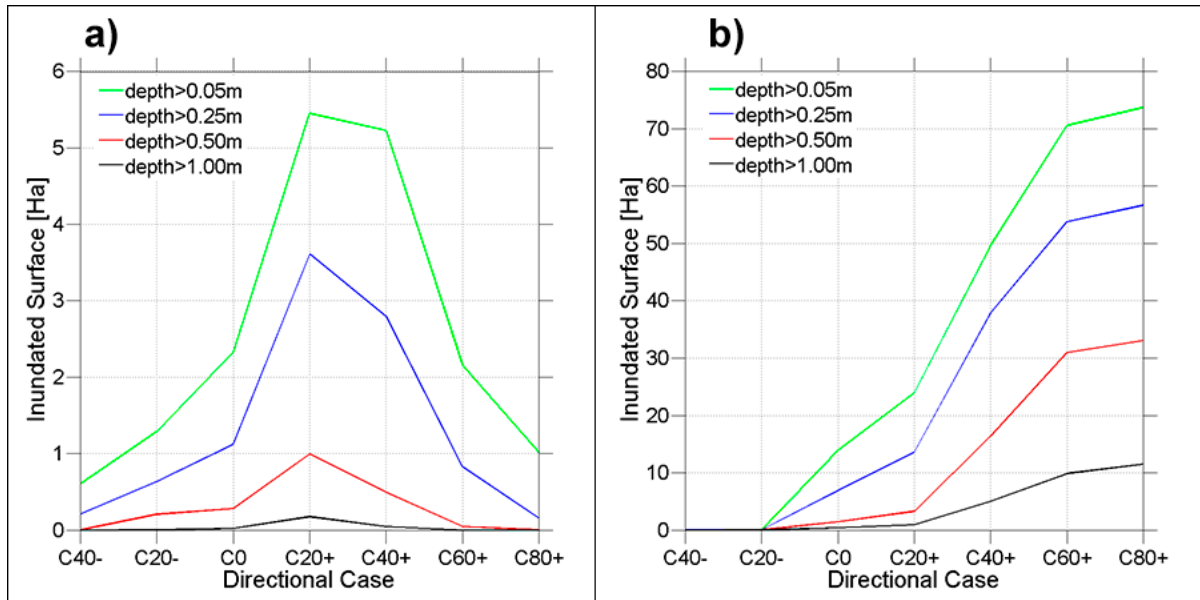 a)
6
5
4
3
2
1
0
Inundated Surface [Ha]
depth>0.05m
depth>0.25m
depth>0.50m
depth>1.00m
C40- C20- C0 C20+ C40+ C60+ C80+
Directional Case
b)
80
70
60
50
40
30
20
10
0
Inundated Surface [Ha]
depth>0.05m
depth>0.25m
depth>0.50m
depth>1.00m
C40- C20- C0 C20+ C40+ C60+ C80+
Directional Case